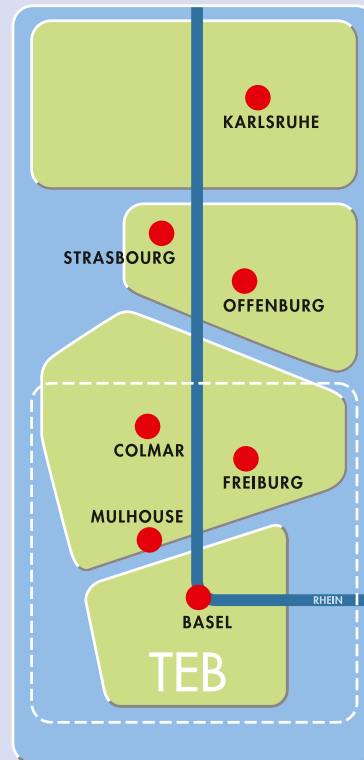 KARLSRUHE
STRASBOURG
OFFENBURG
COLMAR
FREIBURG
MULHOUSE
RHEIN
BASEL
TEB